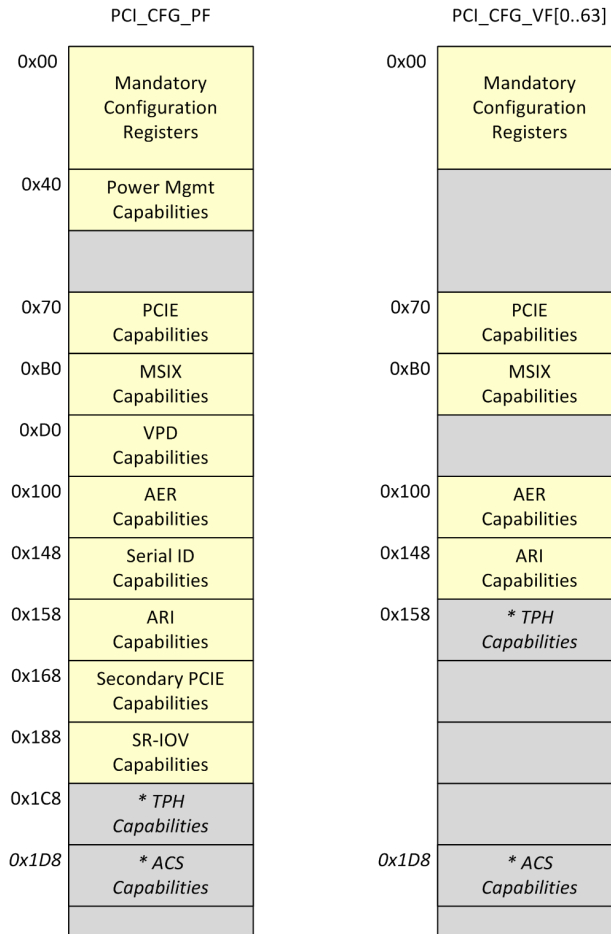 PCI_CFG_PF
0x00
Mandatory
Configuration
Registers
0x40
Power Mgmt
Capabilities
0x70
PCIE
Capabilities
0xB0
MSIX
Capabilities
0xD0
VPD
Capabilities
0x100
AER
Capabilities
0x148
Serial ID
Capabilities
0x158
ARI
Capabilities
0x168
Secondary PCIE
Capabilities
0x188
SR-IOV
Capabilities
0x1C8
* TPH
Capabilities
0x1D8
* ACS
Capabilities
PCI_CFG_VF[0..63]
0x00
Mandatory
Configuration
Registers
0x70
PCIE
Capabilities
0xB0
MSIX
Capabilities
0x100
AER
Capabilities
0x148
ARI
Capabilities
0x158
* TPH
Capabilities
0x1D8
* ACS
Capabilities